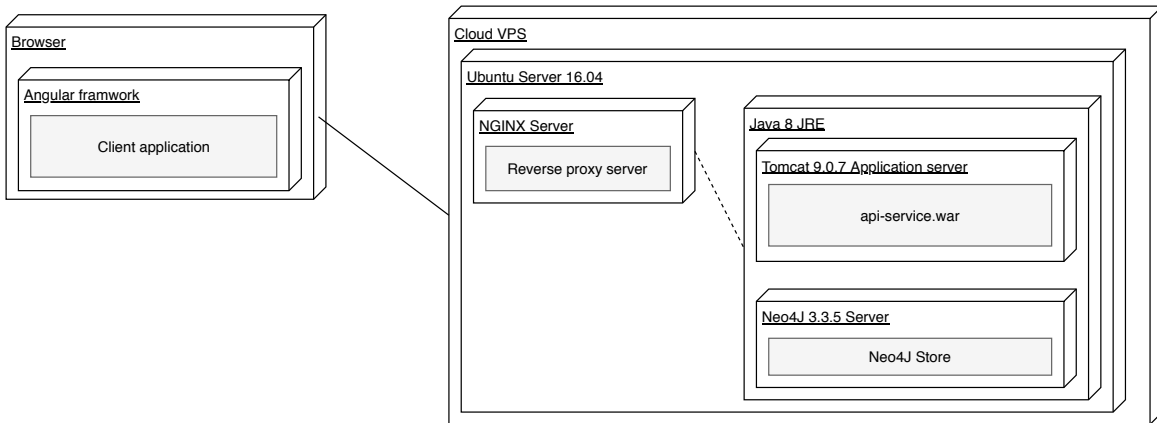 Browser
Angular framwork
Client application
Cloud VPS
Ubuntu Server 16.04
NGINX Server
Reverse proxy server
Java 8 JRE
Tomcat 9.0.7 Application server
api-service.war
Neo4J 3.3.5 Server
Neo4J Store